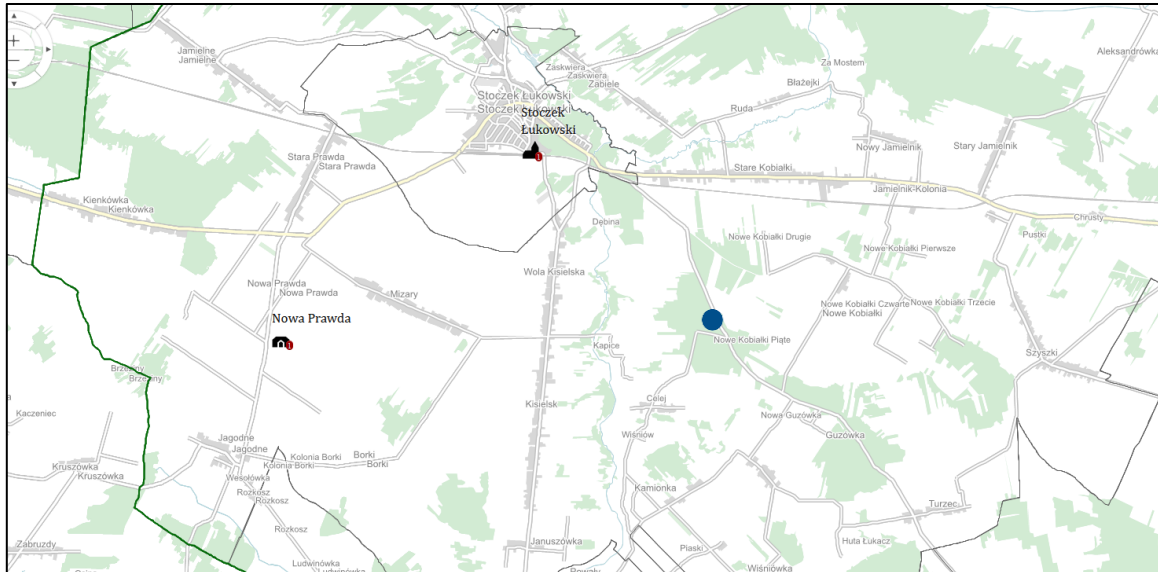 Jamielne
Jamielne
Aleksandrówka
Zaskwiera
Zaskwiera
Zabiele
Za Mostem
Błażejki
Stoczek Łukowski
Stoczek Łukowski
Stoczek
Łukowski
Ruda
Nowy Jamielnik
Stary Jamielnik
Stara Prawda
Stara Prawda
Stare Kobiałki
Jamielnik-Kolonia
Kienkówka
Kienkówka
Chrusty
Dębina
Pustki
Nowe Kobiałki Drugie
Nowe Kobiałki Pierwsze
Wola Kisielska
Nowa Prawda
Nowa Prawda
Mizary
Nowe Kobiałki Czwarte
Nowe Kobiałki Trzecie
Nowe Kobiałki
Nowa Prawda
1
1
Kapice
Nowe Kobiałki Piąte
Szyszki
Brzeziny
Brzeziny
Kisielsk
Celej
Kaczeniec
Nowa-Guzówka
Wiśniów
Guzówka
Jagodne
Jagodne
Kolonia Borki
Kolonia Borki
Borki
Borki
Kruszówka
Kruszówka
Wesołówka
Rozkosz
Rozkosz
Kamionka
Turzec
Rozkosz
Zabruzdy
Januszówka
Piaski
Huta Łukacz
Ludwinówka
Ludwinówka
Wiśniówka